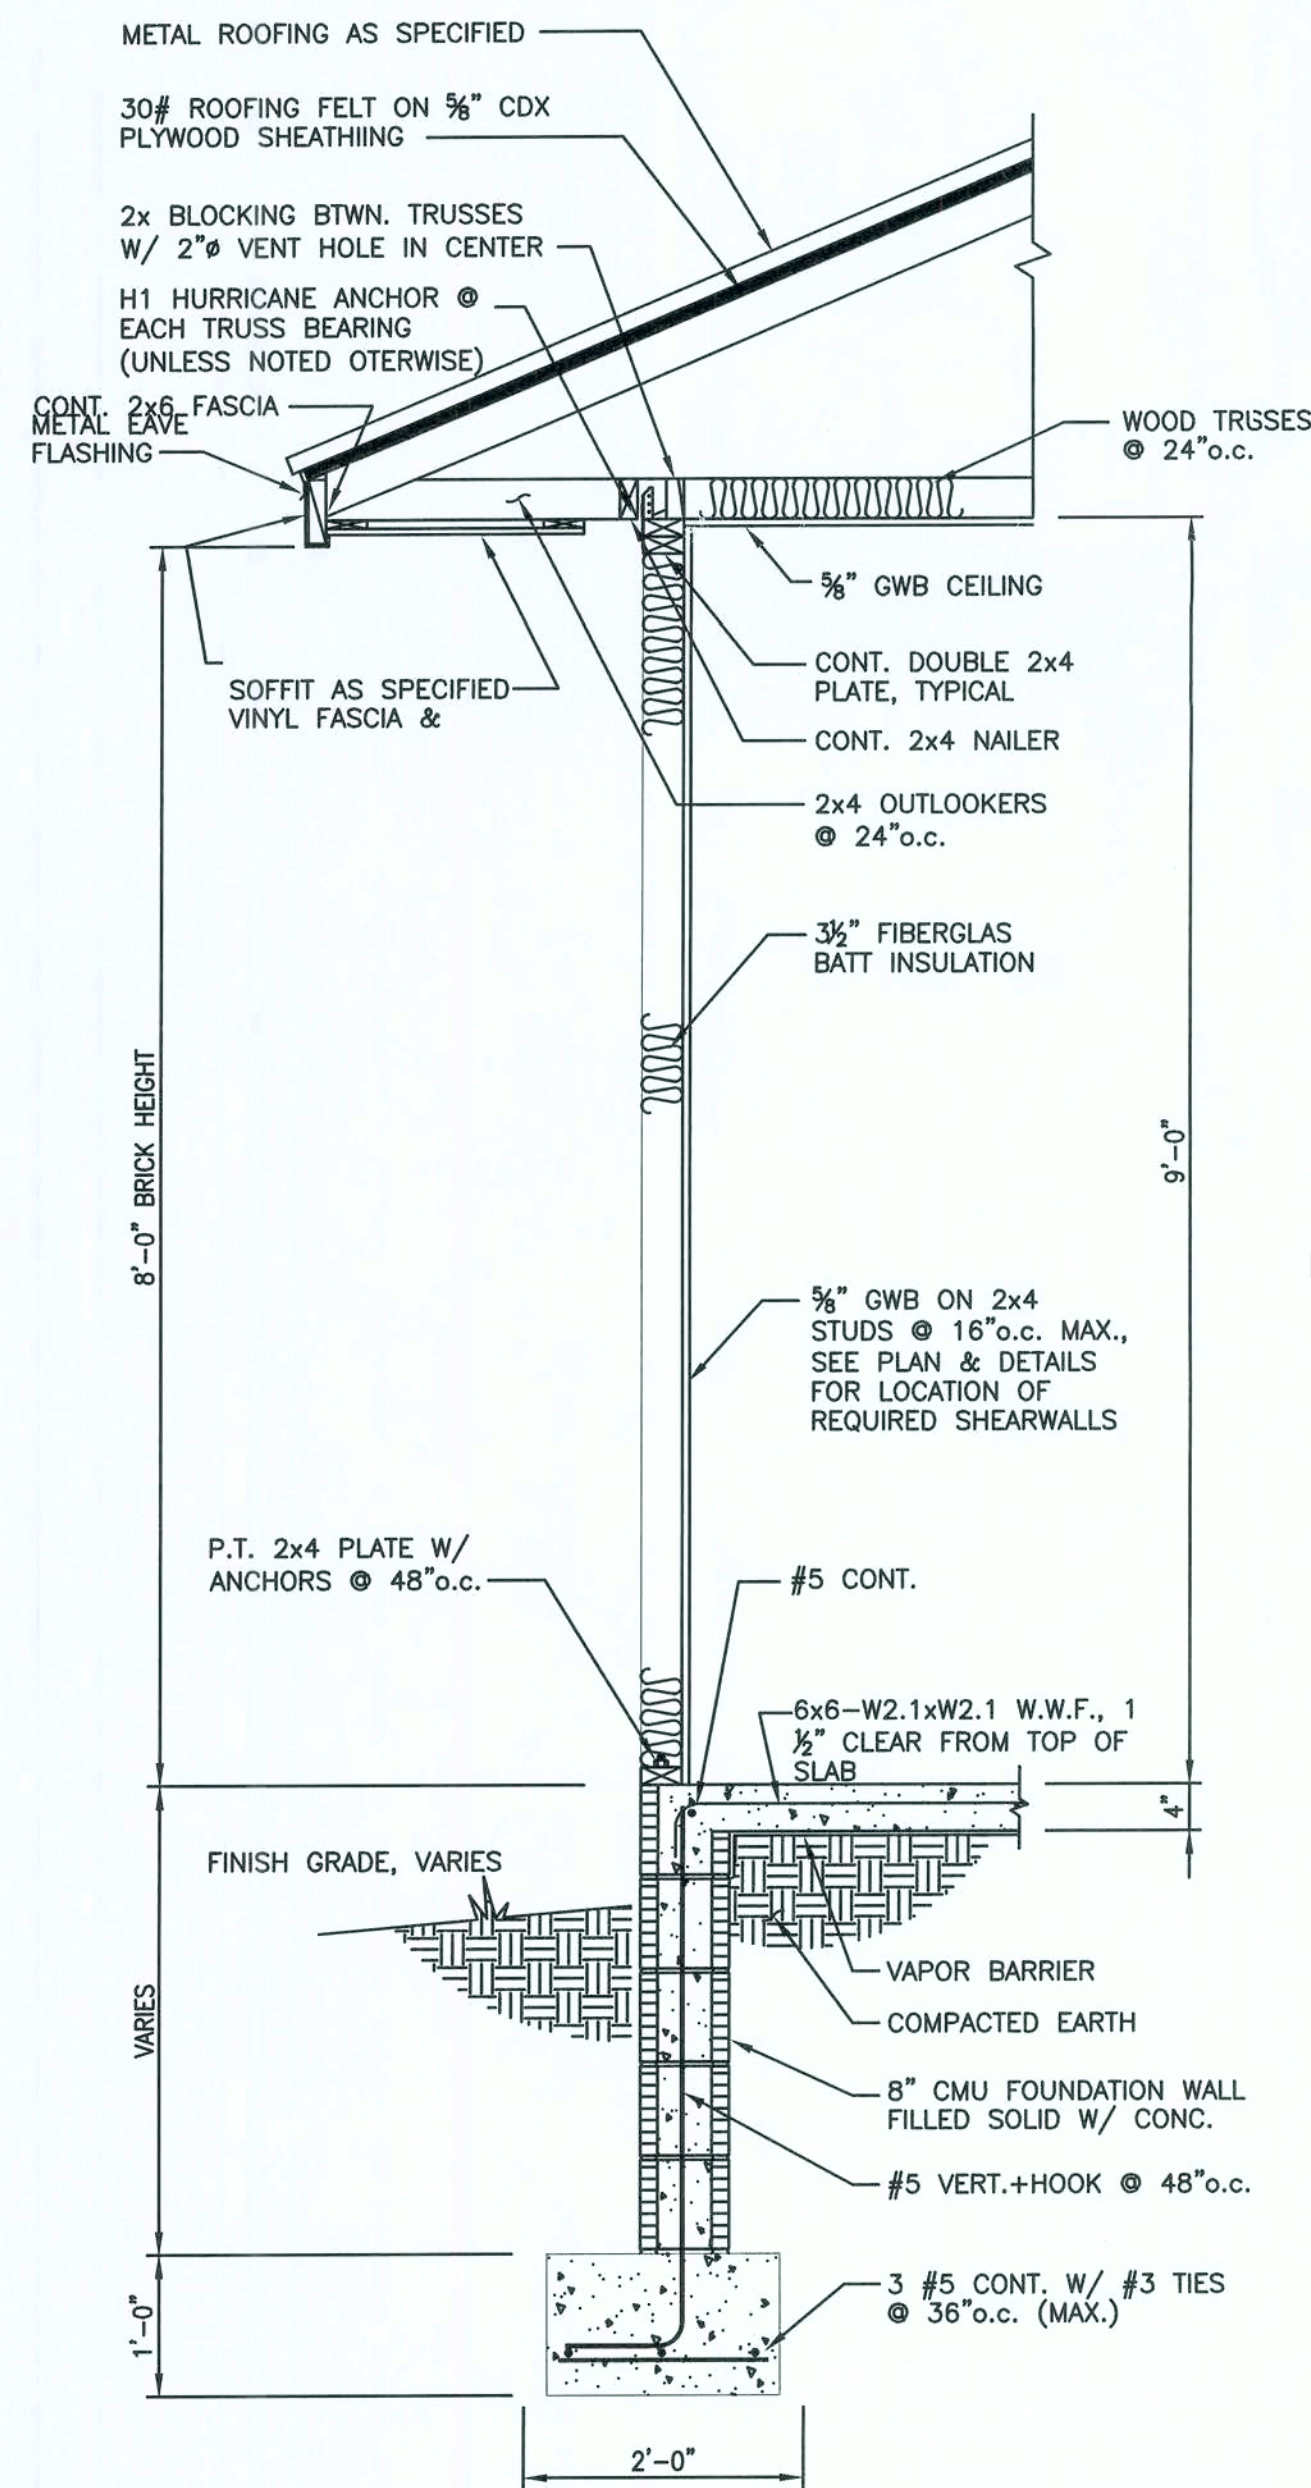 METAL ROOFING AS SPECIFIED
30# ROOFING FELT ON ⅝" CDX
PLYWOOD SHEATHIING
2x BLOCKING BTWN. TRUSSES
W/ 2"ø VENT HOLE IN CENTER
H1 HURRICANE ANCHOR @
EACH TRUSS BEARING
(UNLESS NOTED OTERWISE)
CONT. 2x6 FASCIA
METAL EAVE
FLASHING
WOOD TRUSSES
@ 24"o.c.
⅝" GWB CEILING
SOFFIT AS SPECIFIED
VINYL FASCIA &
CONT. DOUBLE 2x4
PLATE, TYPICAL
CONT. 2x4 NAILER
2x4 OUTLOOKERS
@ 24"o.c.
3½" FIBERGLAS
BATT INSULATION
8'-0" BRICK HEIGHT
9'-0"
⅝" GWB ON 2x4
STUDS @ 16"o.c. MAX.,
SEE PLAN & DETAILS
FOR LOCATION OF
REQUIRED SHEARWALLS
P.T. 2x4 PLATE W/
ANCHORS @ 48"o.c.
#5 CONT.
6x6-W2.1xW2.1 W.W.F., 1
½" CLEAR FROM TOP OF
SLAB
4"
FINISH GRADE, VARIES
VARIES
VAPOR BARRIER
COMPACTED EARTH
8" CMU FOUNDATION WALL
FILLED SOLID W/ CONC.
#5 VERT.+HOOK @ 48"o.c.
3 #5 CONT. W/ #3 TIES
@ 36"o.c. (MAX.)
1'-0"
2'-0"